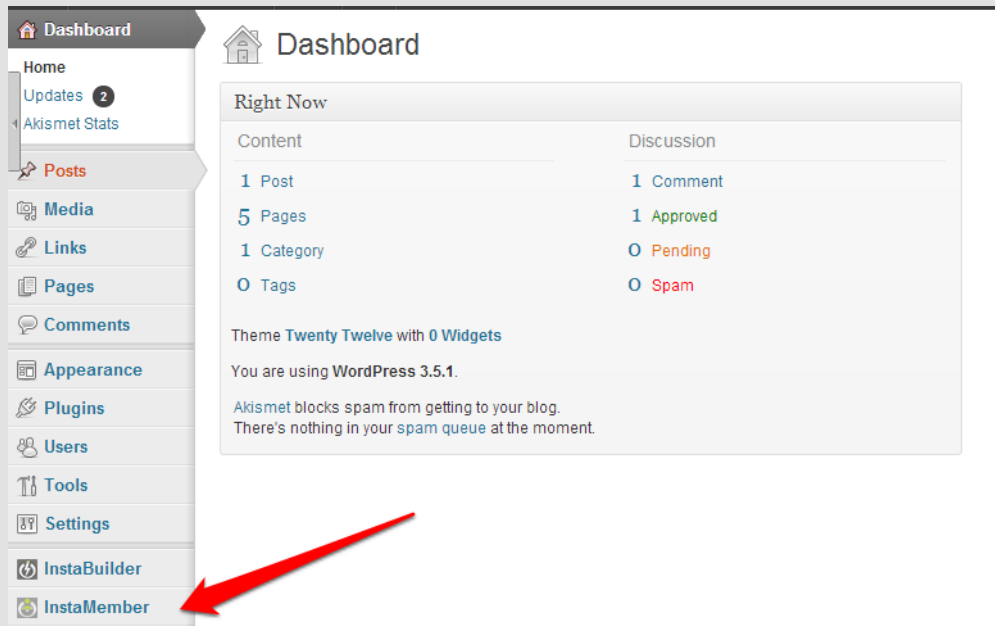 Dashboard
Home
Updates 2
Akismet Stats
Posts
Media
Links
Pages
Comments
Appearance
Plugins
Users
Tools
Settings
InstaBuilder
InstaMember
Dashboard
Right Now
Content
1 Post
5 Pages
1 Category
0 Tags
Discussion
1 Comment
1 Approved
0 Pending
0 Spam
Theme Twenty Twelve with 0 Widgets
You are using WordPress 3.5.1.
Akismet blocks spam from getting to your blog.
There's nothing in your spam queue at the moment.